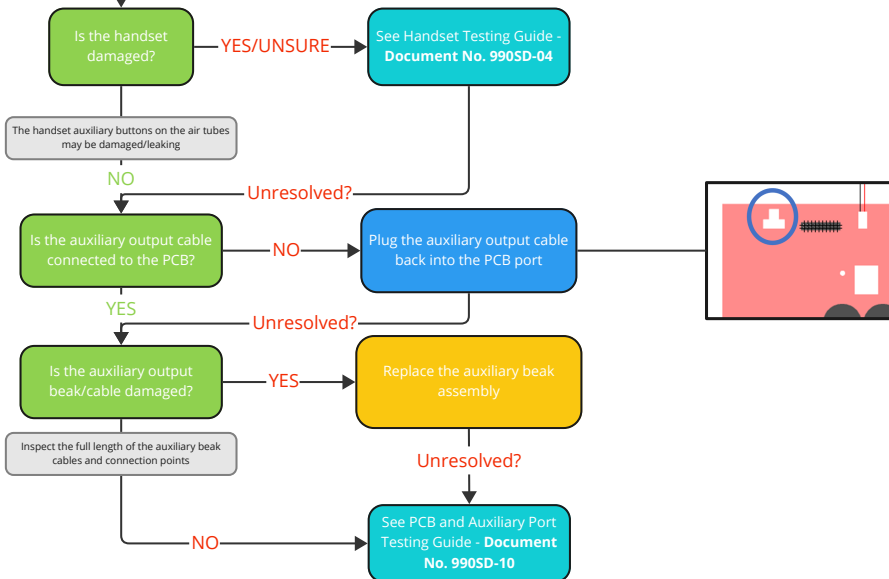 Is the handset
damaged?
YES/UNSURE
See Handset Testing Guide -
Document No. 990SD-04
The handset auxiliary buttons on the air tubes
may be damaged/leaking
NO
Unresolved?
Is the auxiliary output cable
connected to the PCB?
NO
Plug the auxiliary output cable
back into the PCB port
YES
Unresolved?
Is the auxiliary output
beak/cable damaged?
YES
Replace the auxiliary beak
assembly
Inspect the full length of the auxiliary beak
cables and connection points
Unresolved?
NO
See PCB and Auxiliary Port
Testing Guide - Document
No. 990SD-10